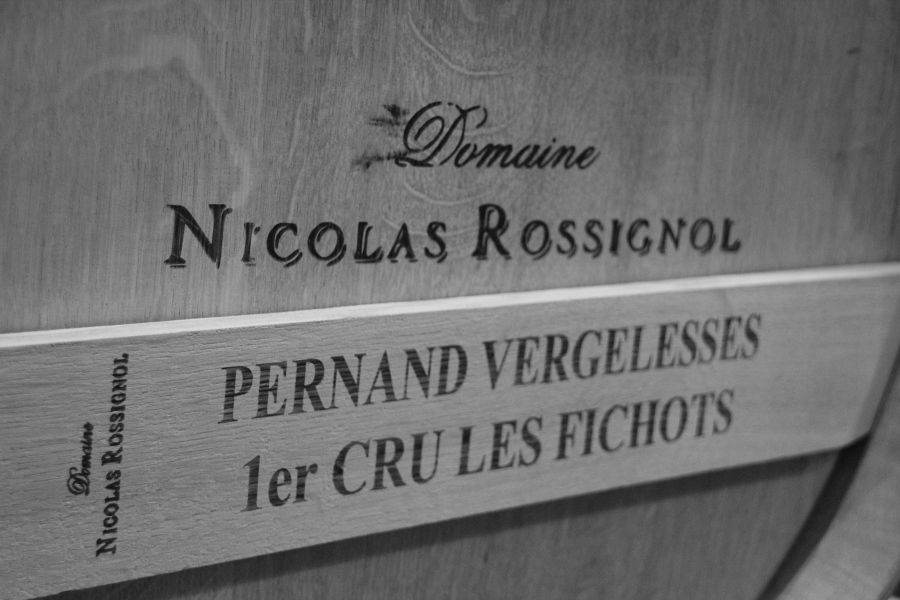 Domaine
NICOLAS ROSSIGNOL
PERNAND VERGELESSES
1er CRU LES FICHOTS
Domaine
NICOLAS ROSSIGNOL